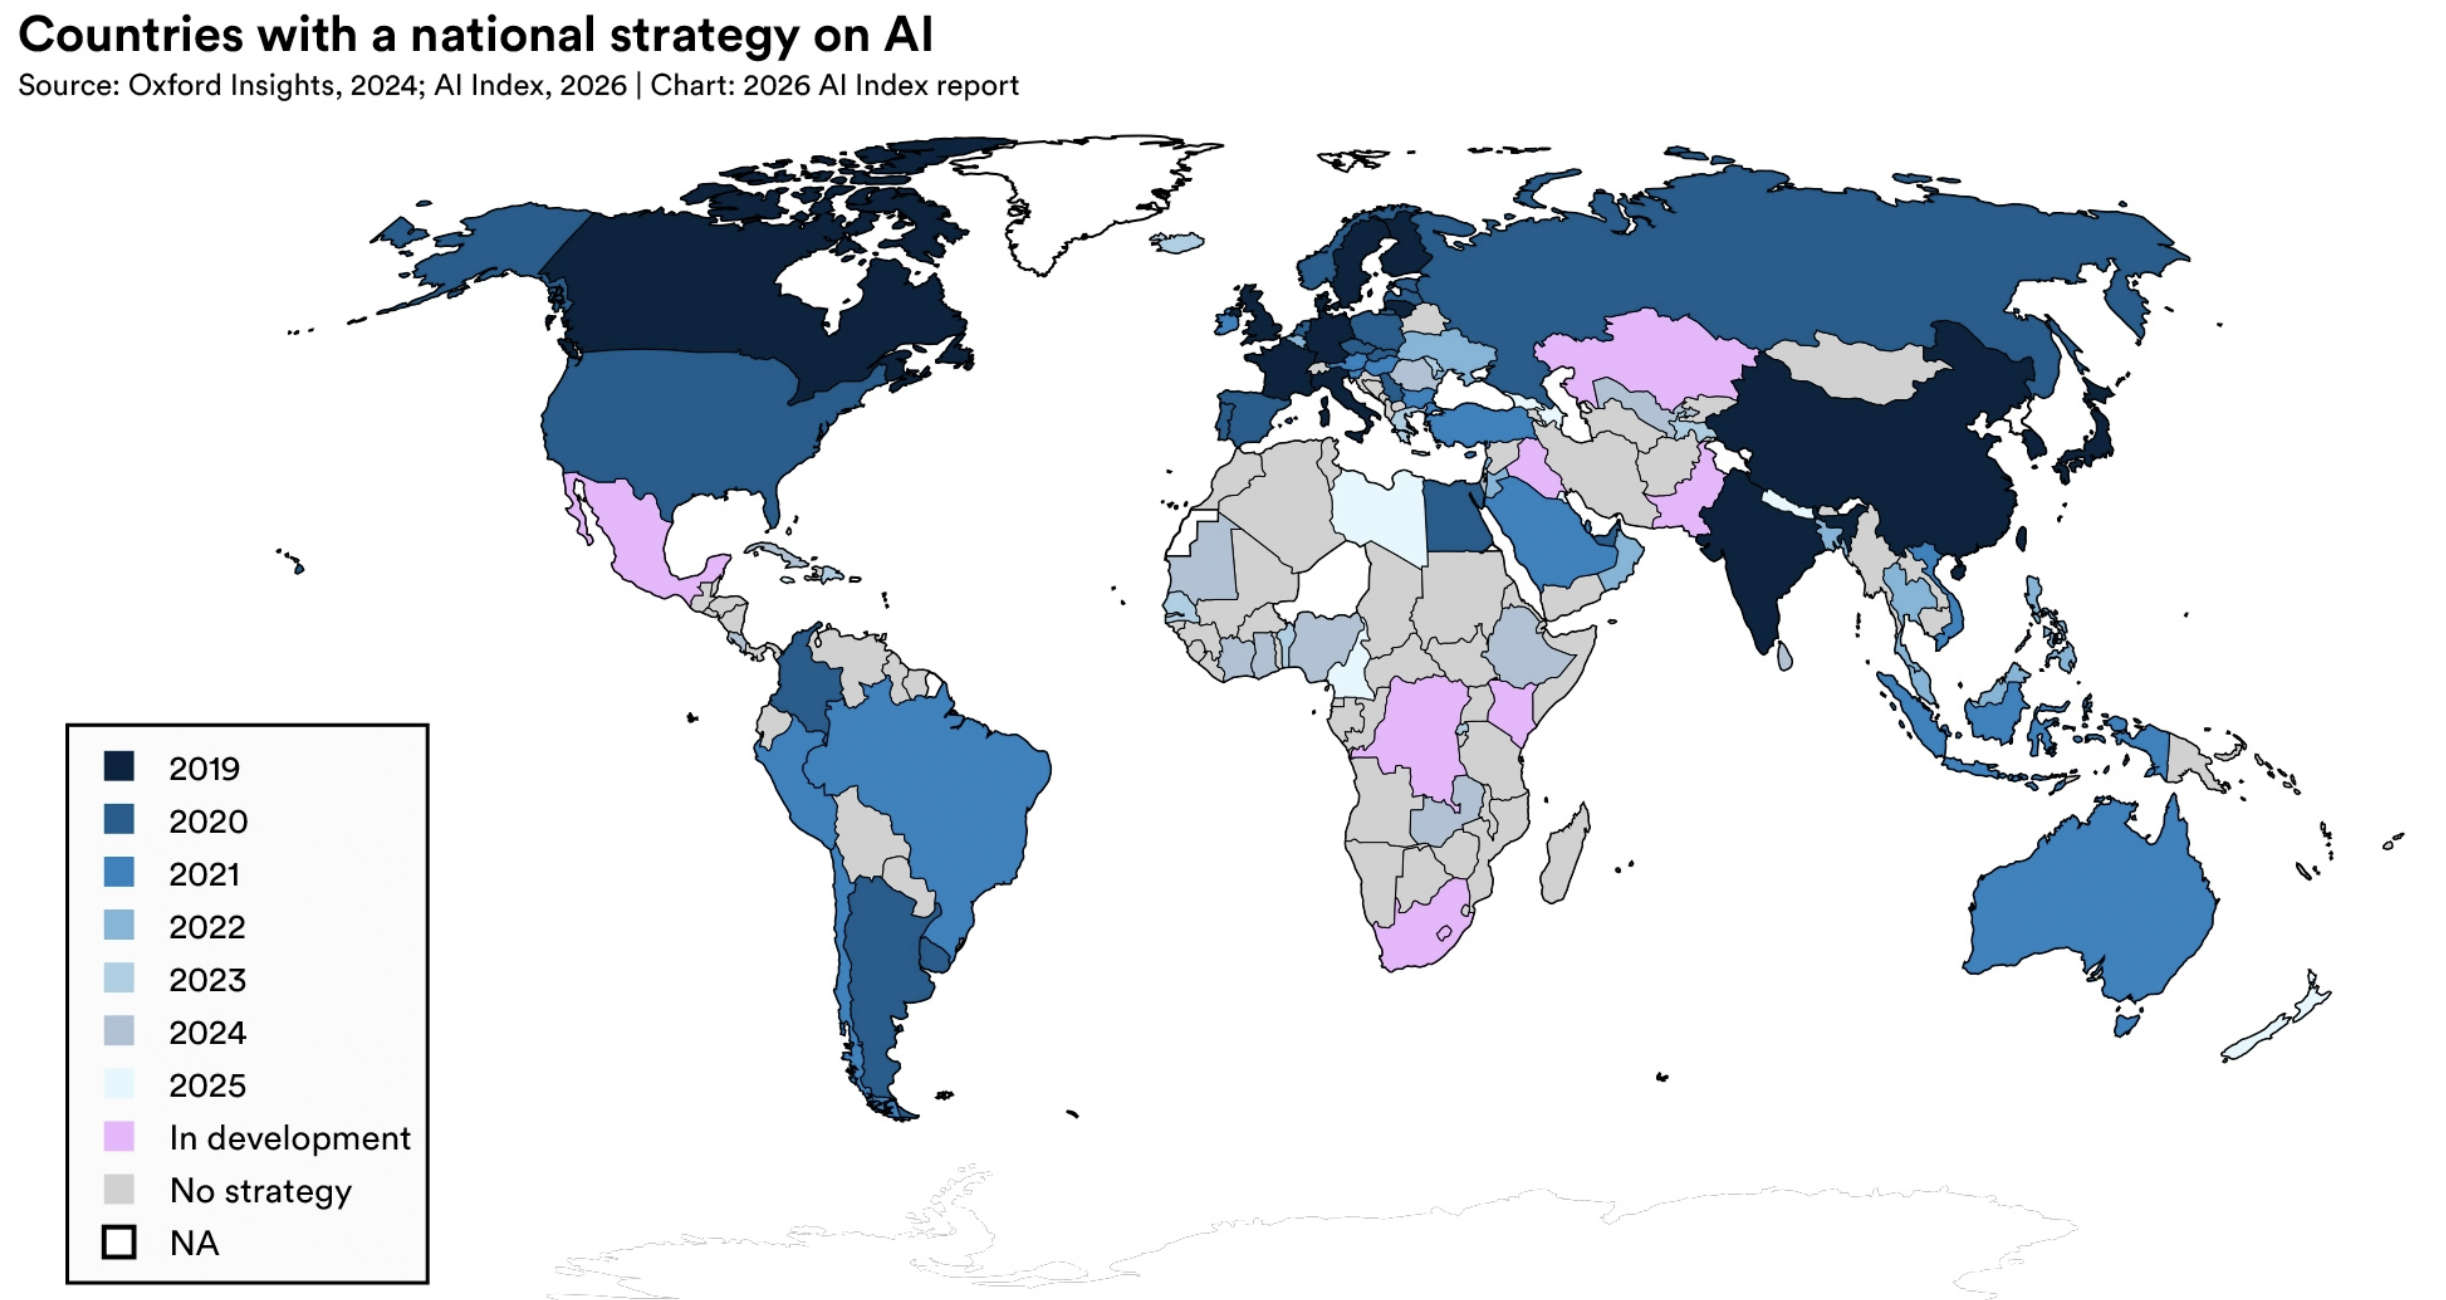 Countries with a national strategy on AI
Source: Oxford Insights, 2024; AI Index, 2026 | Chart: 2026 AI Index report
2019
2020
2021
2022
2023
2024
2025
In development
No strategy
NA